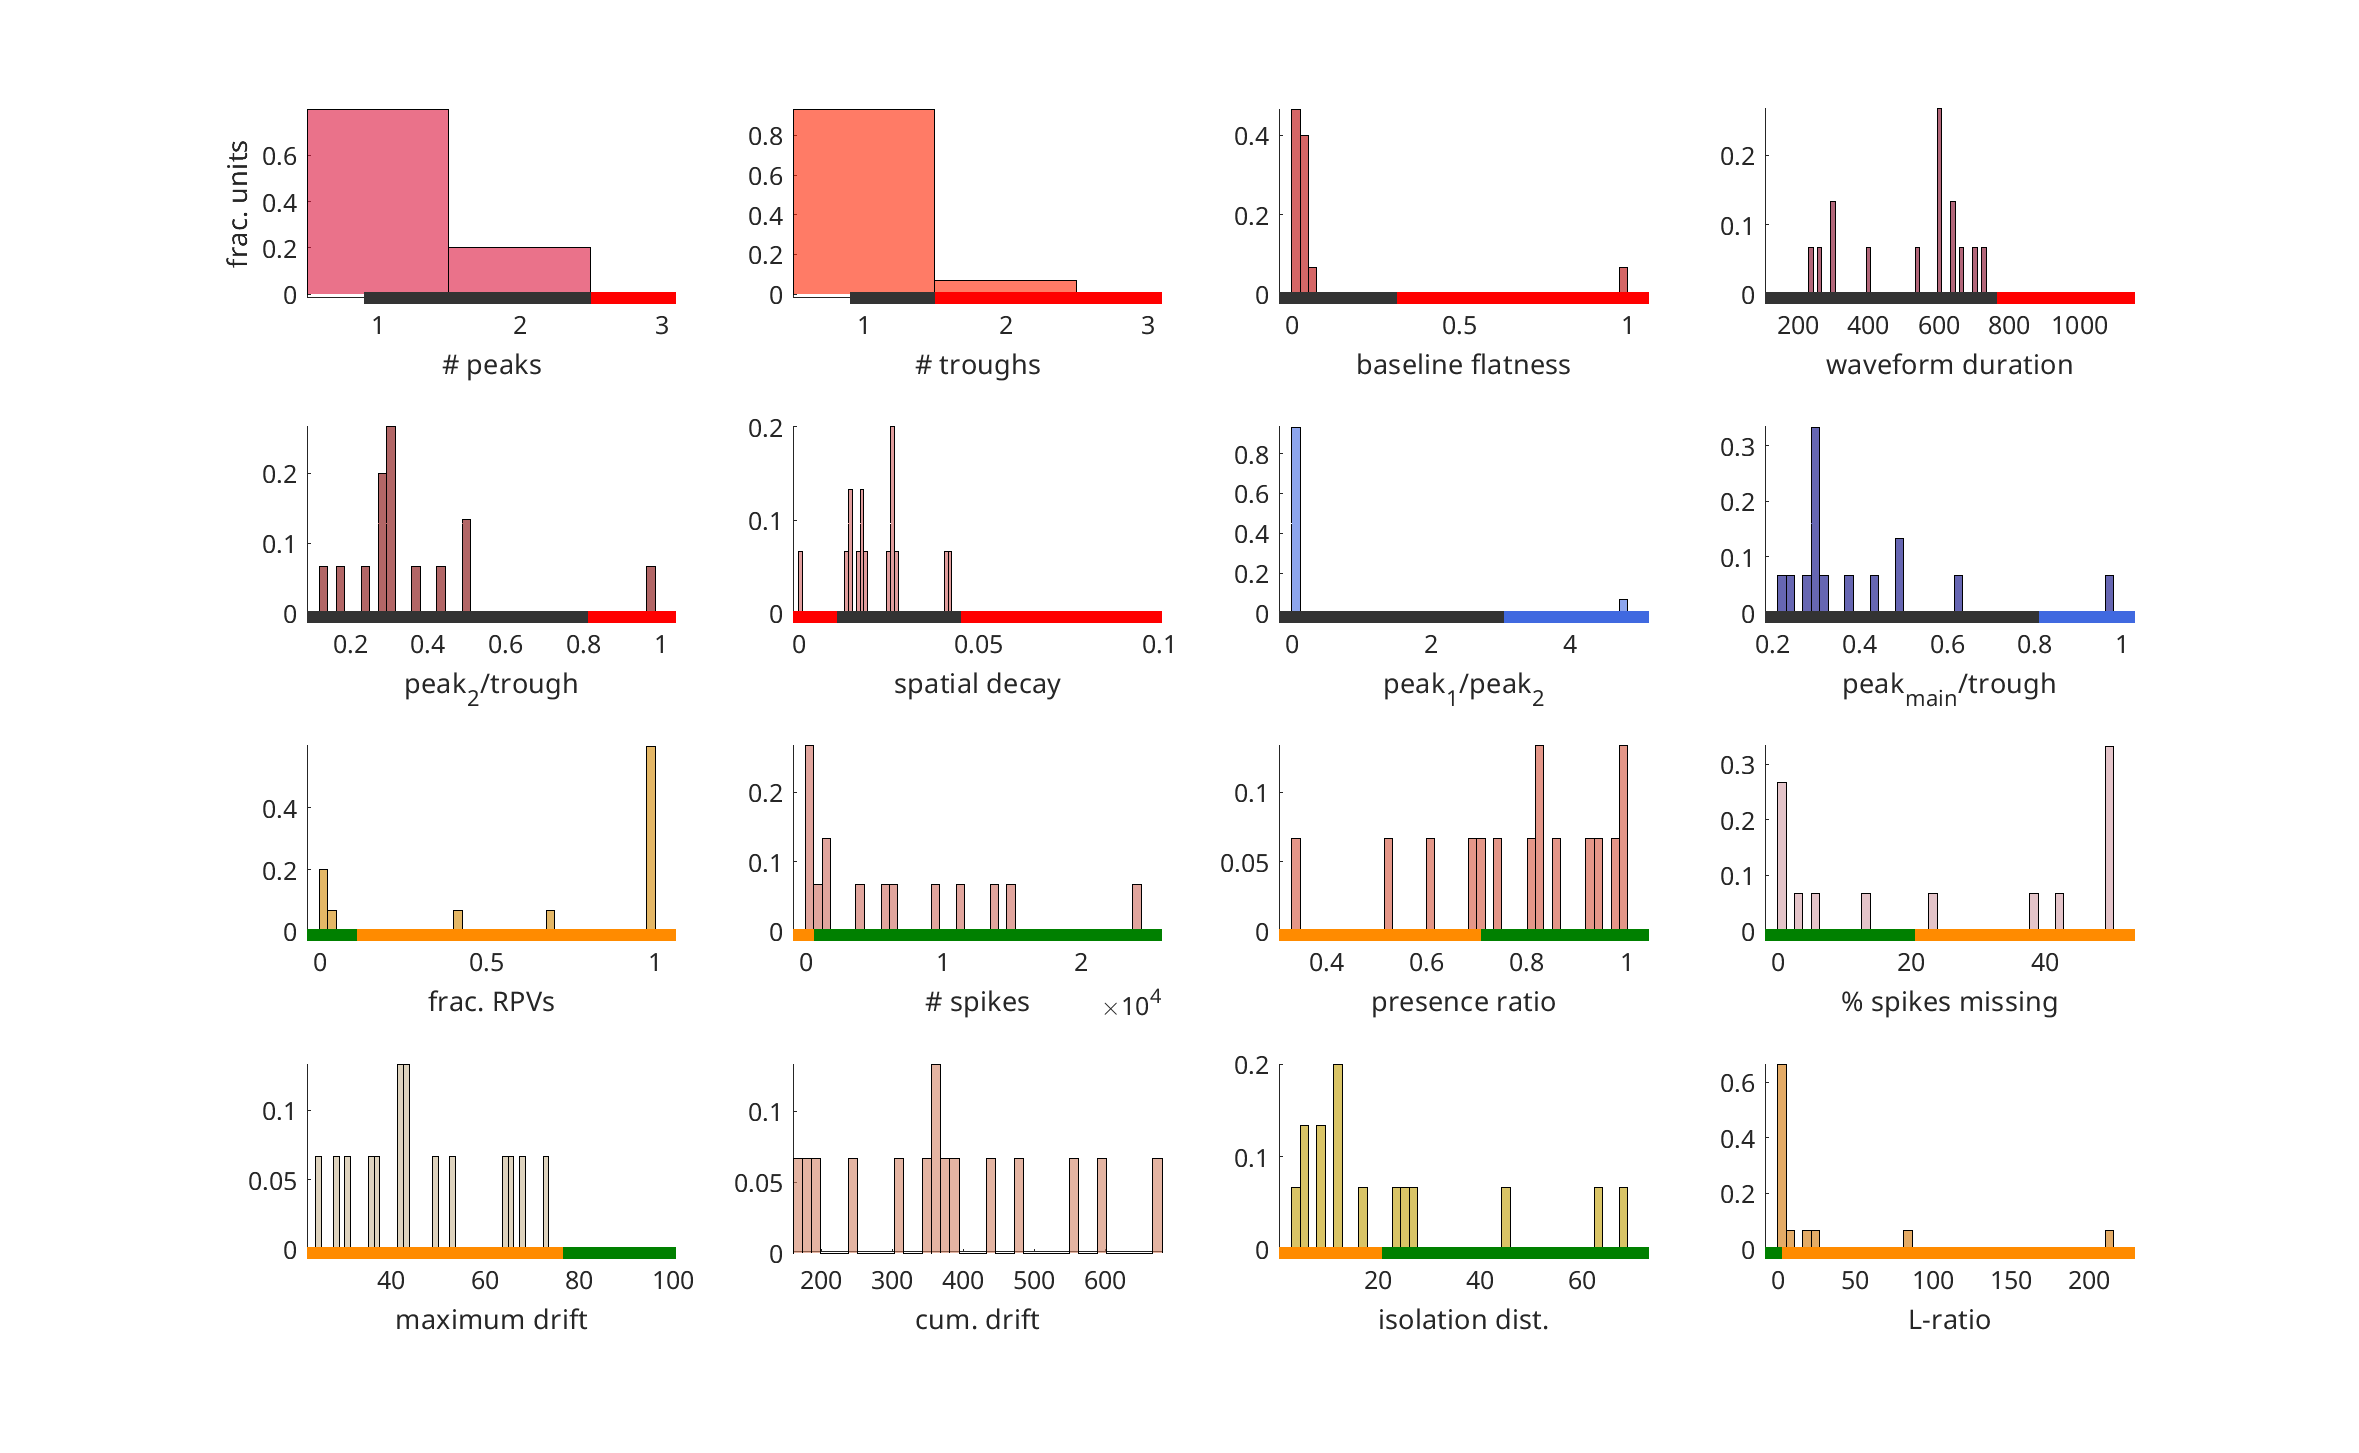 frac. units
0.6
0.4
0.2
0
1 2 3
# peaks
0.8
0.6
0.4
0.2
0
1 2 3
# troughs
0.4
0.2
0
0 0.5 1
baseline flatness
0.2
0.1
0
200 400 600 800 1000
waveform duration
0.2
0.1
0
0.2 0.4 0.6 0.8 1
peak2/trough
0.2
0.1
0
0 0.05 0.1
spatial decay
0.8
0.6
0.4
0.2
0
0 2 4
peak1/peak2
0.3
0.2
0.1
0
0.2 0.4 0.6 0.8 1
peakmain/trough
0.4
0.2
0
0 0.5 1
frac. RPVs
0.2
0.1
0
0 1 2
×10^4
# spikes
0.1
0.05
0
0.4 0.6 0.8 1
presence ratio
0.3
0.2
0.1
0
0 20 40
% spikes missing
0.1
0.05
0
40 60 80 100
maximum drift
0.1
0.05
0
200 300 400 500 600
cum. drift
0.2
0.1
0
20 40 60
isolation dist.
0.6
0.4
0.2
0
0 50 100 150 200
L-ratio